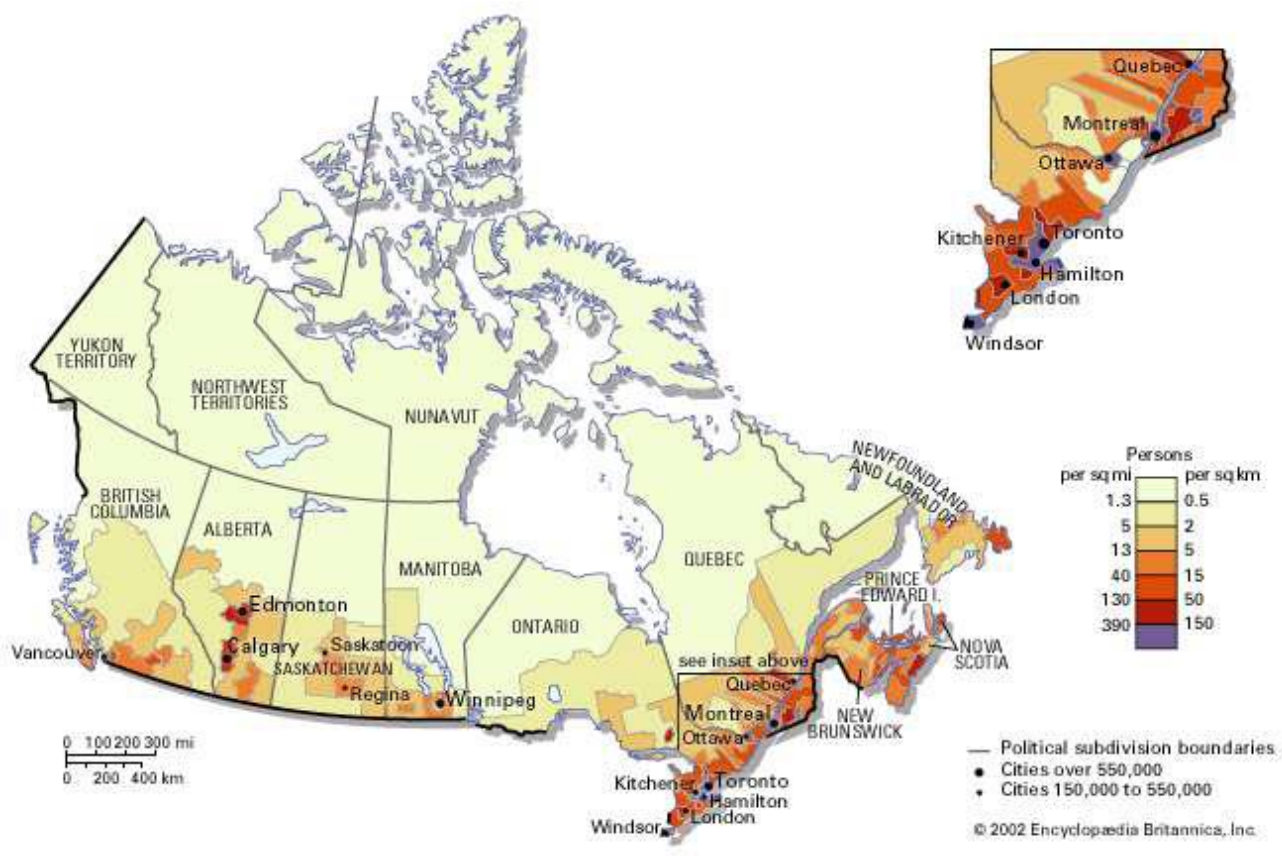 Quebec
Montreal
Ottawa
Kitchener
Toronto
Hamilton
London
Windsor
YUKON
TERRITORY
NORTHWEST
TERRITORIES
NUNAVUT
NEWFOUNDLAND
AND LABRADOR
BRITISH
COLUMBIA
ALBERTA
MANITOBA
QUEBEC
ONTARIO
PRINCE
EDWARD I.
Edmonton
Calgary
Saskatoon
SASKATCHEWAN
Vancouver
Regina
Winnipeg
see inset above
Quebec
NOVA
SCOTIA
Montreal
NEW
BRUNSWICK
Ottawa
Kitchener
Toronto
Hamilton
London
Windsor
Persons
per sq mi per sq km
1.3 0.5
5 2
13 5
40 15
130 50
390 150
0 100 200 300 mi
0 200 400 km
Political subdivision boundaries
Cities over 550,000
Cities 150,000 to 550,000
© 2002 Encyclopædia Britannica, Inc.